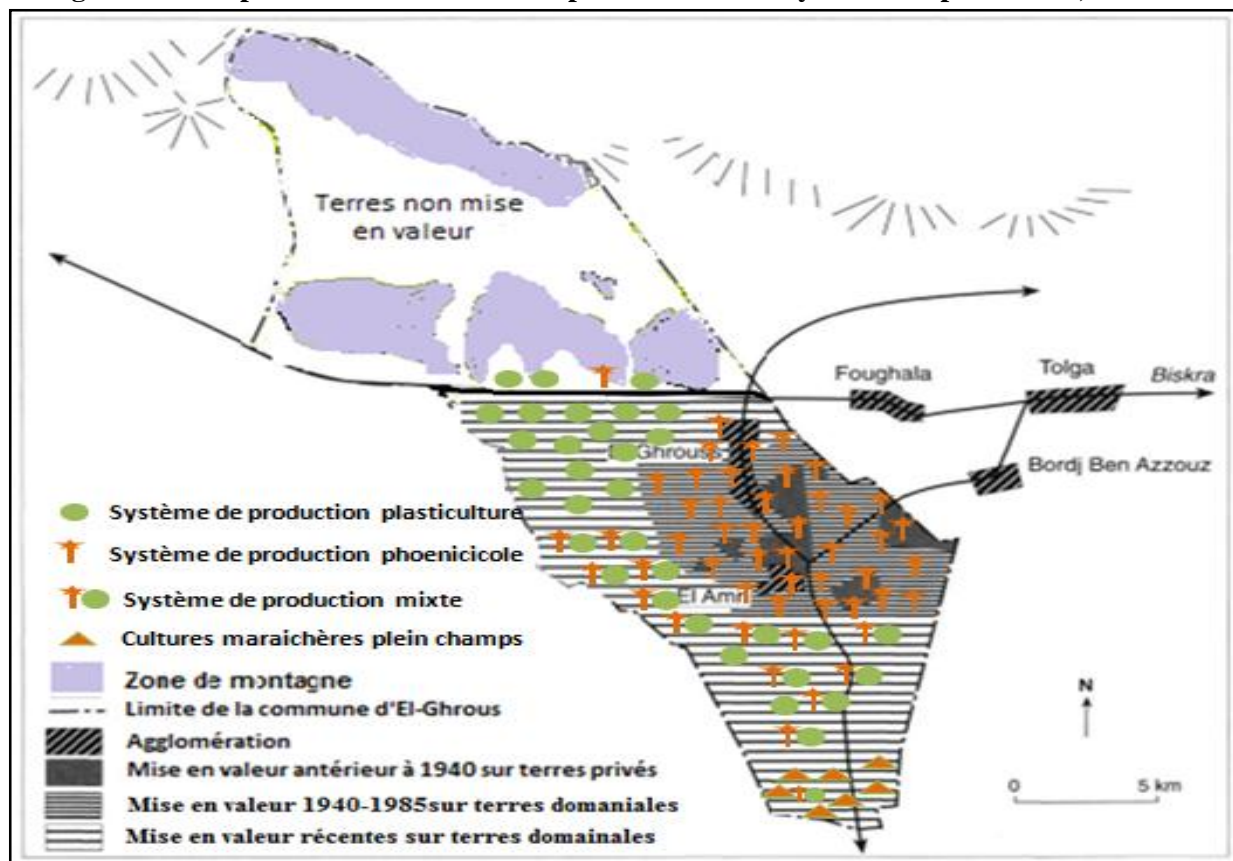 Terres non mise
en valeur
Foughala
Tolga
Biskra
Ghrouss
Bordj Ben Azzouz
El Amir
Système de production plasticulture
Système de production phoenicicole
Système de production mixte
Cultures maraichères plein champs
Zone de montagne
Limite de la commune d'El-Ghrous
Agglomération
Mise en valeur antérieur à 1940 sur terres privés
Mise en valeur 1940-1985sur terres domaniales
Mise en valeur récentes sur terres domainales
N
0 5 km